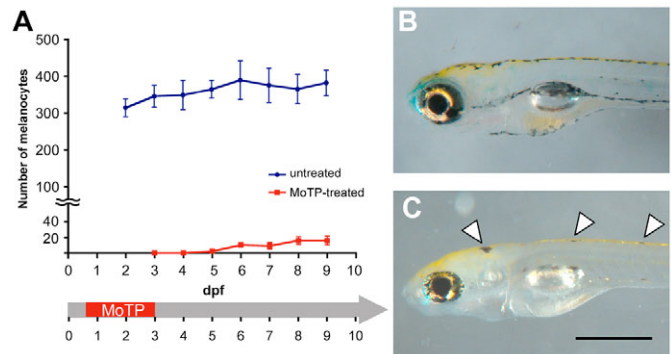 A
Number of melanocytes
500
400
300
200
100
40
20
untreated
MoTP-treated
0 1 2 3 4 5 6 7 8 9 10
dpf
MoTP
0 1 2 3 4 5 6 7 8 9 10
B
C